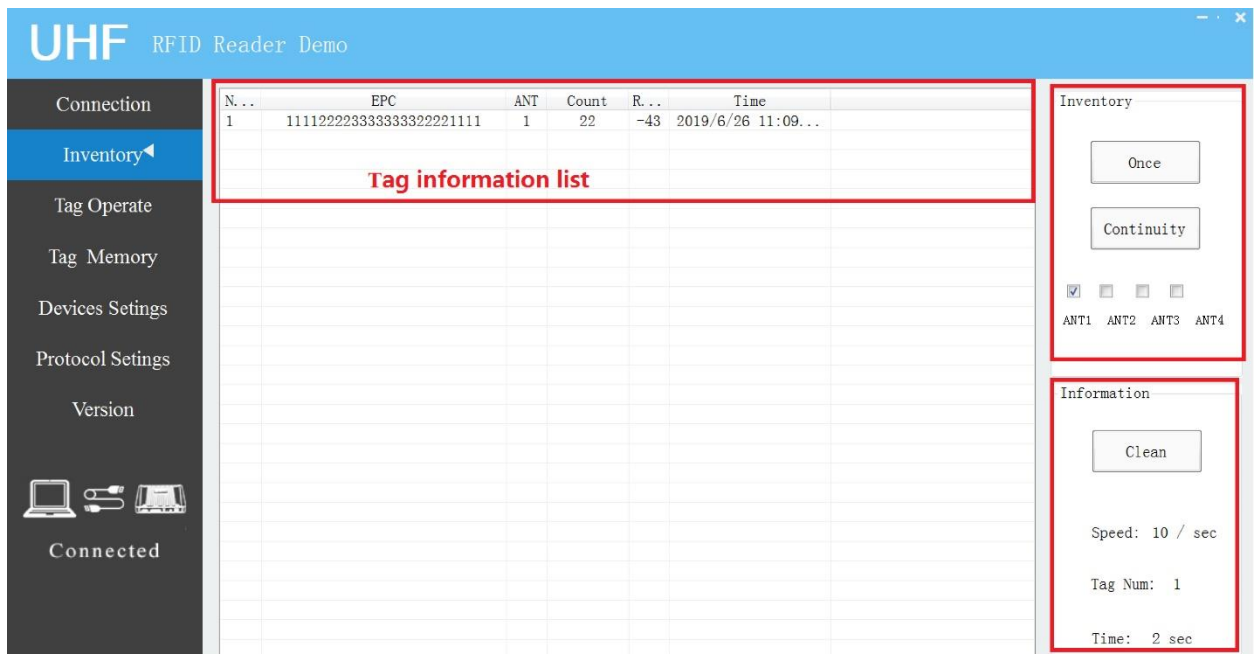 UHF RFID Reader Demo
Connection
Inventory
Tag Operate
Tag Memory
Devices Setings
Protocol Setings
Version
Connected
N... EPC ANT Count R... Time
1 111122223333333322221111 1 22 -43 2019/6/26 11:09...
Tag information list
Inventory
Once
Continuity
ANT1 ANT2 ANT3 ANT4
Information
Clean
Speed: 10 / sec
Tag Num: 1
Time: 2 sec